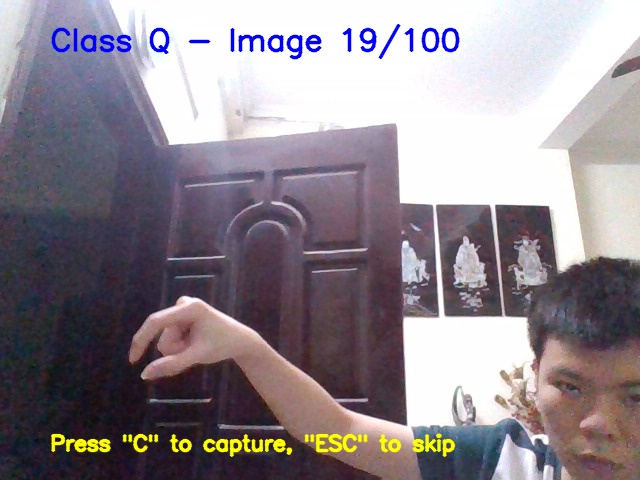 Class Q - Image 19/100
Press "C" to capture, "ESC" to skip